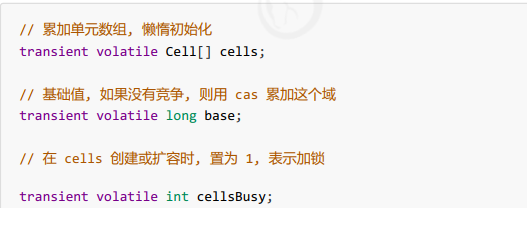 // 累加单元数组, 懒惰初始化
transient volatile Cell[] cells;
// 基础值, 如果没有竞争, 则用 cas 累加这个域
transient volatile long base;
// 在 cells 创建或扩容时, 置为 1, 表示加锁
transient volatile int cellsBusy;